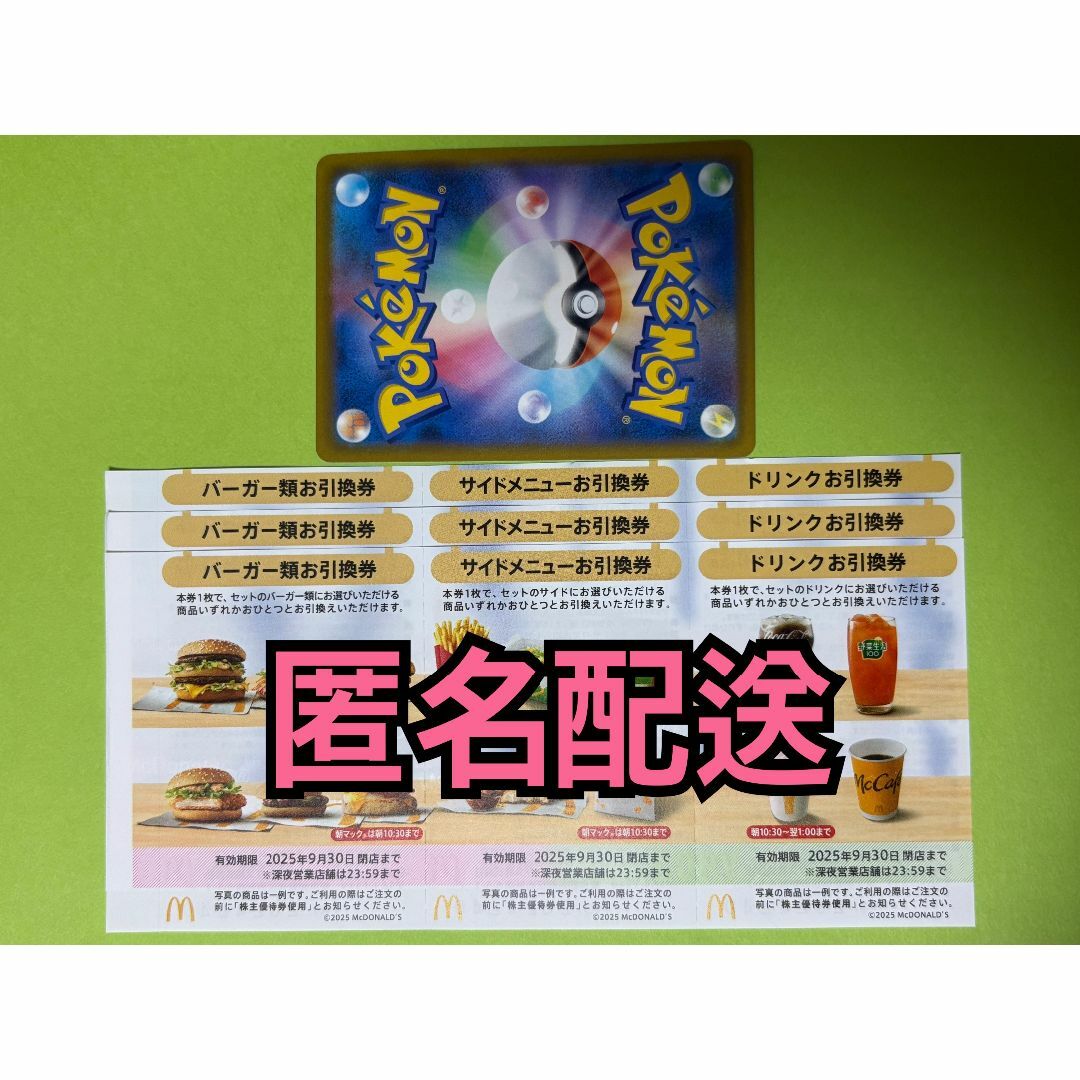 POKéMON
POKéMON
バーガー類お引換券
サイドメニューお引換券
ドリンクお引換券
バーガー類お引換券
サイドメニューお引換券
ドリンクお引換券
バーガー類お引換券
サイドメニューお引換券
ドリンクお引換券
本券1枚で、セットのバーガー類にお選びいただける
商品いずれかおひとつとお引換えいただけます。
本券1枚で、セットのサイドにお選びいただける
商品いずれかおひとつとお引換えいただけます。
本券1枚で、セットのドリンクにお選びいただける
商品いずれかおひとつとお引換えいただけます。
野菜生活
100
匿名配送
McCafé
朝マック®は朝10:30まで
朝マック®は朝10:30まで
朝10:30~翌1:00まで
有効期限 2025年9月30日 閉店まで
※深夜営業店舗は23:59まで
有効期限 2025年9月30日 閉店まで
※深夜営業店舗は23:59まで
有効期限 2025年9月30日 閉店まで
※深夜営業店舗は23:59まで
写真の商品は一例です。ご利用の際はご注文の
前に「株主優待券使用」とお知らせください。
©2025 McDONALD'S
写真の商品は一例です。ご利用の際はご注文の
前に「株主優待券使用」とお知らせください。
©2025 McDONALD'S
写真の商品は一例です。ご利用の際はご注文の
前に「株主優待券使用」とお知らせください。
©2025 McDONALD'S